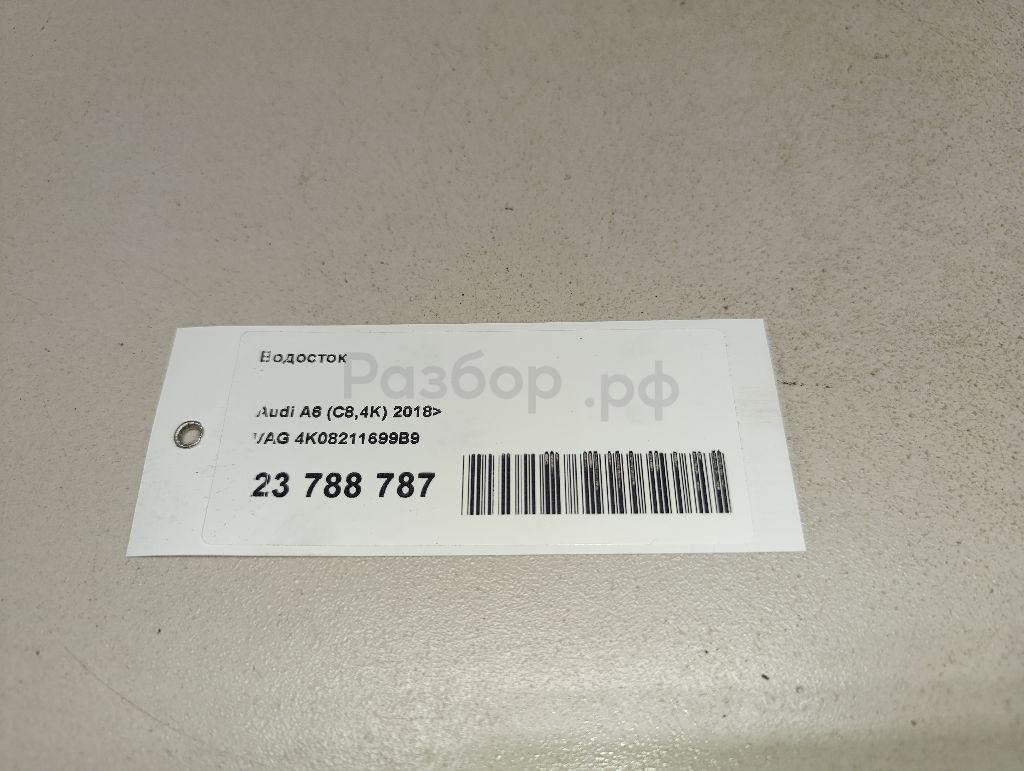 Водосток
Разбор.рф
Audi A6 (C8,4K) 2018>
VAG 4K08211699B9
23 788 787